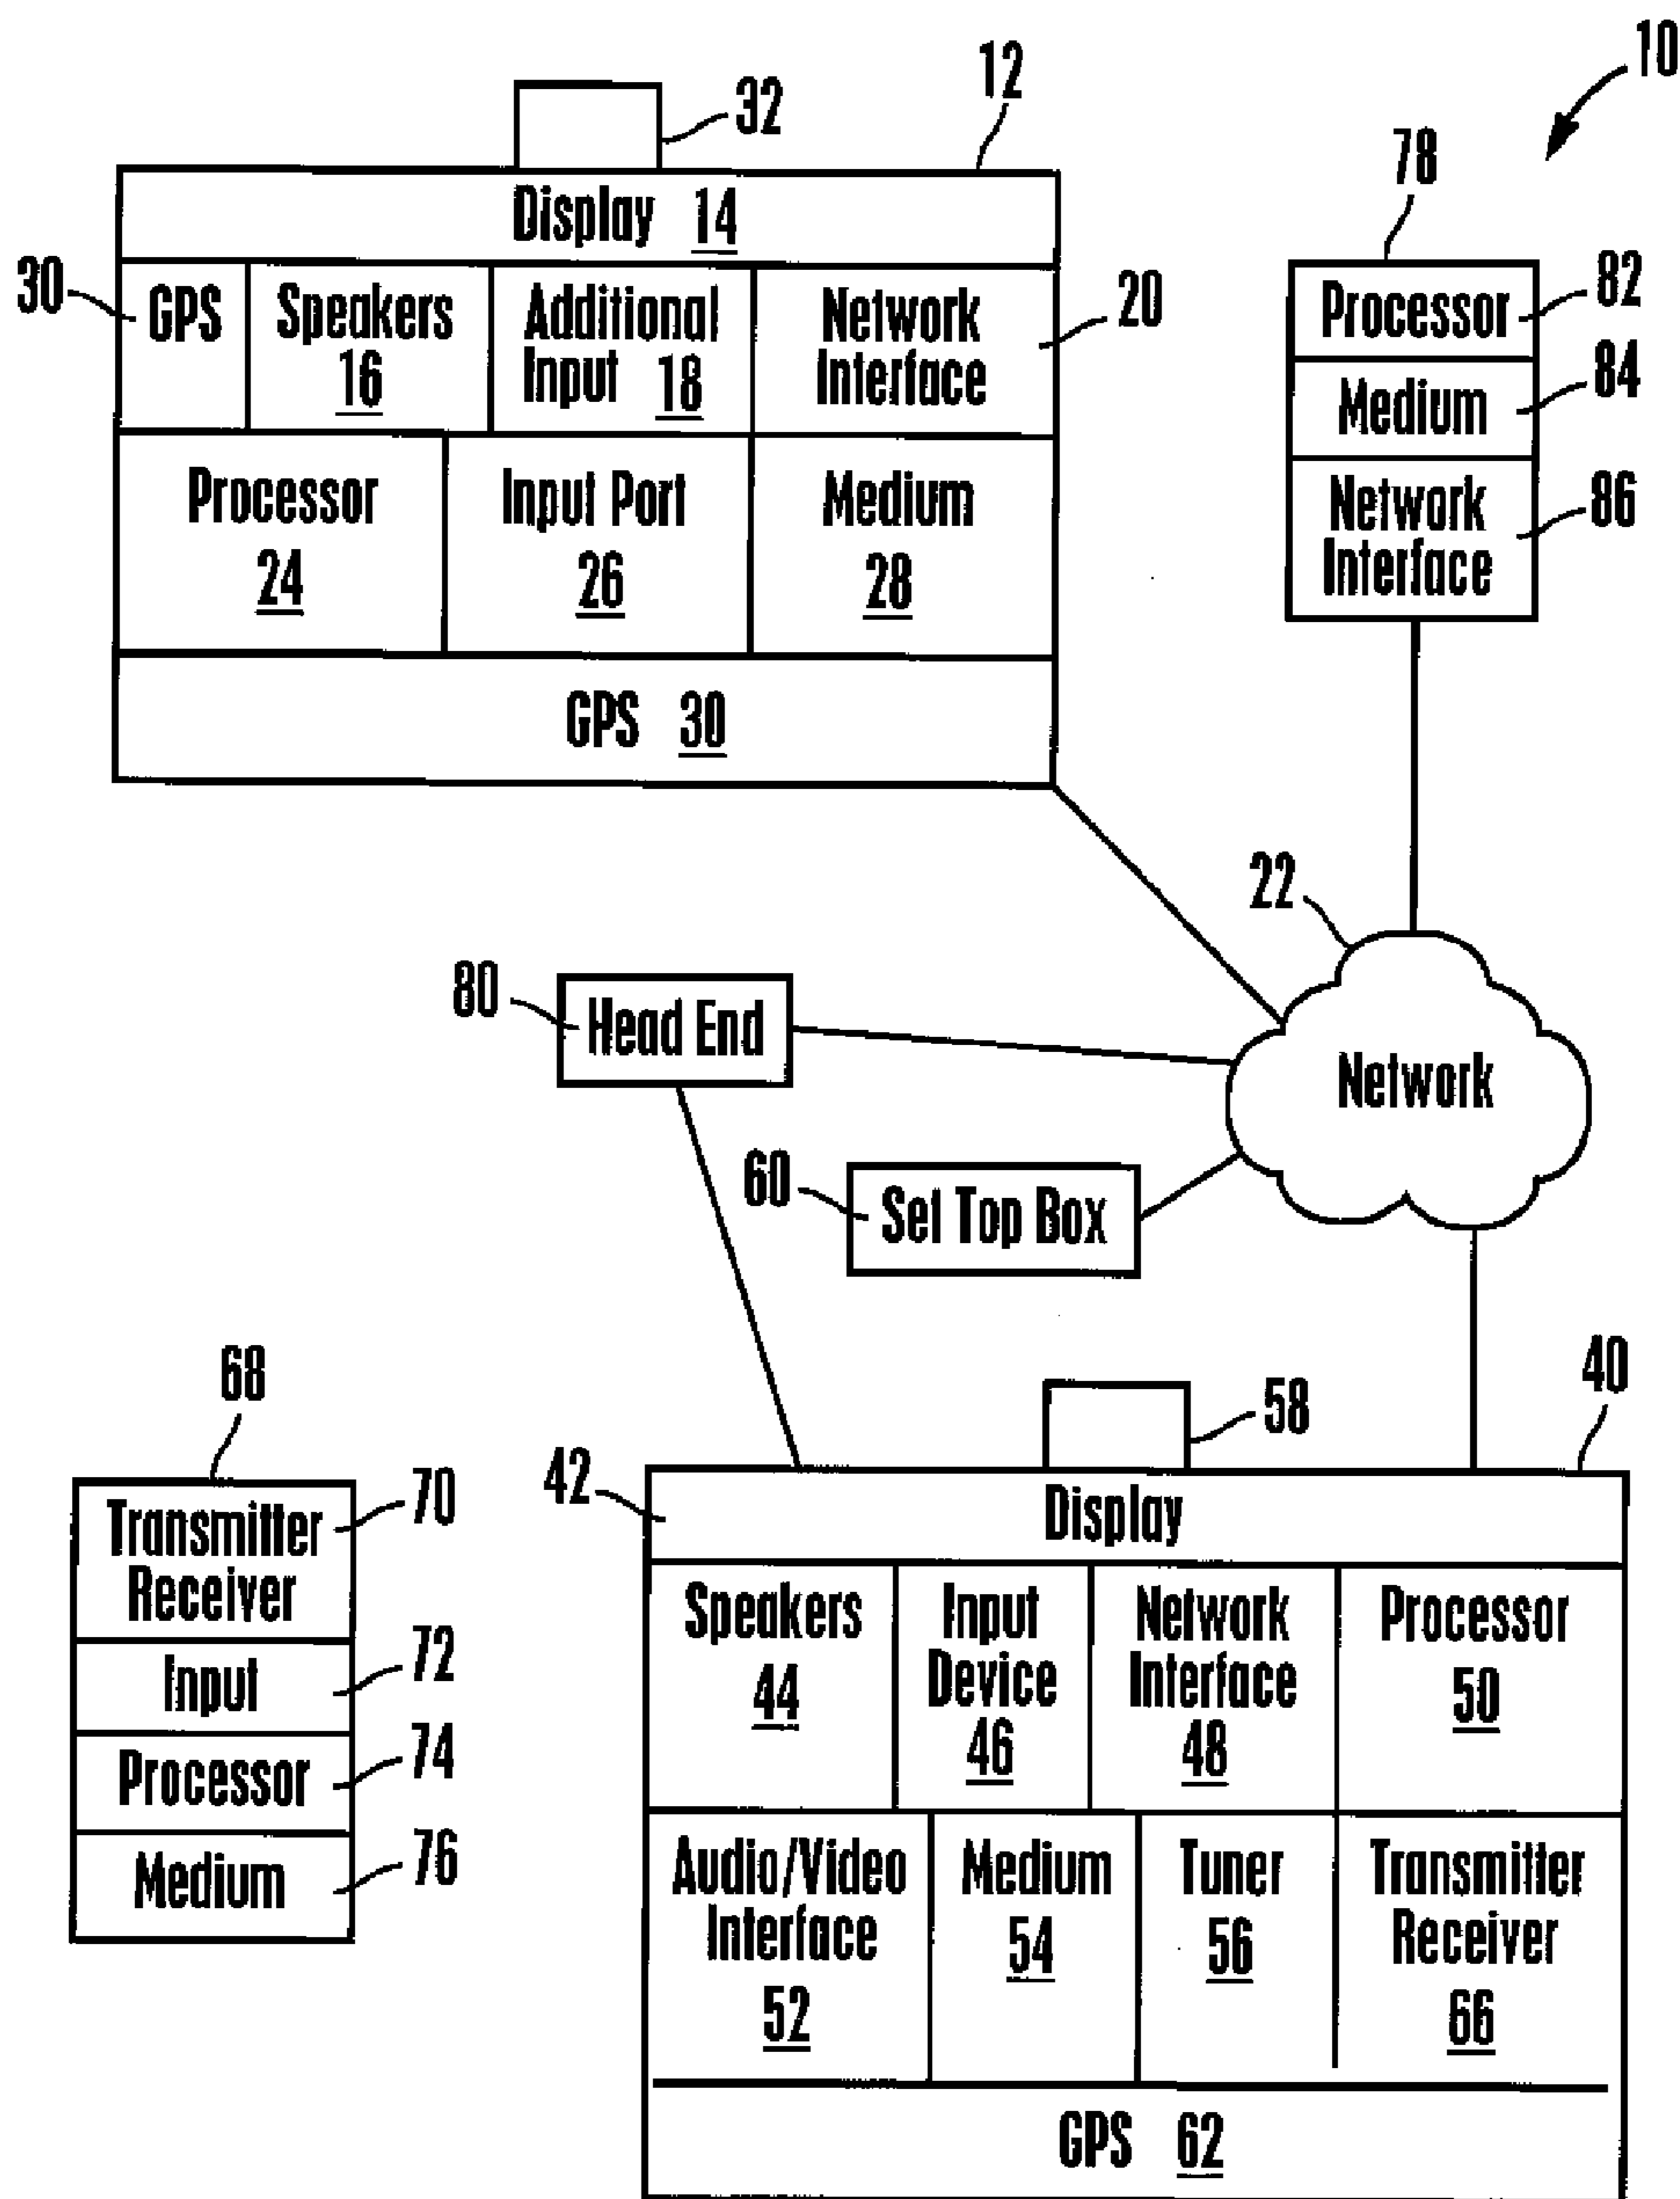 10
32
12
Display 14
30
GPS
Speakers
16
Additional
Input 18
Network
Interface
20
Processor
24
Input Port
26
Medium
28
GPS 30
78
Processor
82
Medium
84
Network
Interface
86
22
Network
80
Head End
60
Set Top Box
68
Transmitter
Receiver
70
Input
72
Processor
74
Medium
76
58
40
42
Display
Speakers
44
Input
Device
46
Network
Interface
48
Processor
50
Audio/Video
Interface
52
Medium
54
Tuner
56
Transmitter
Receiver
66
GPS 62